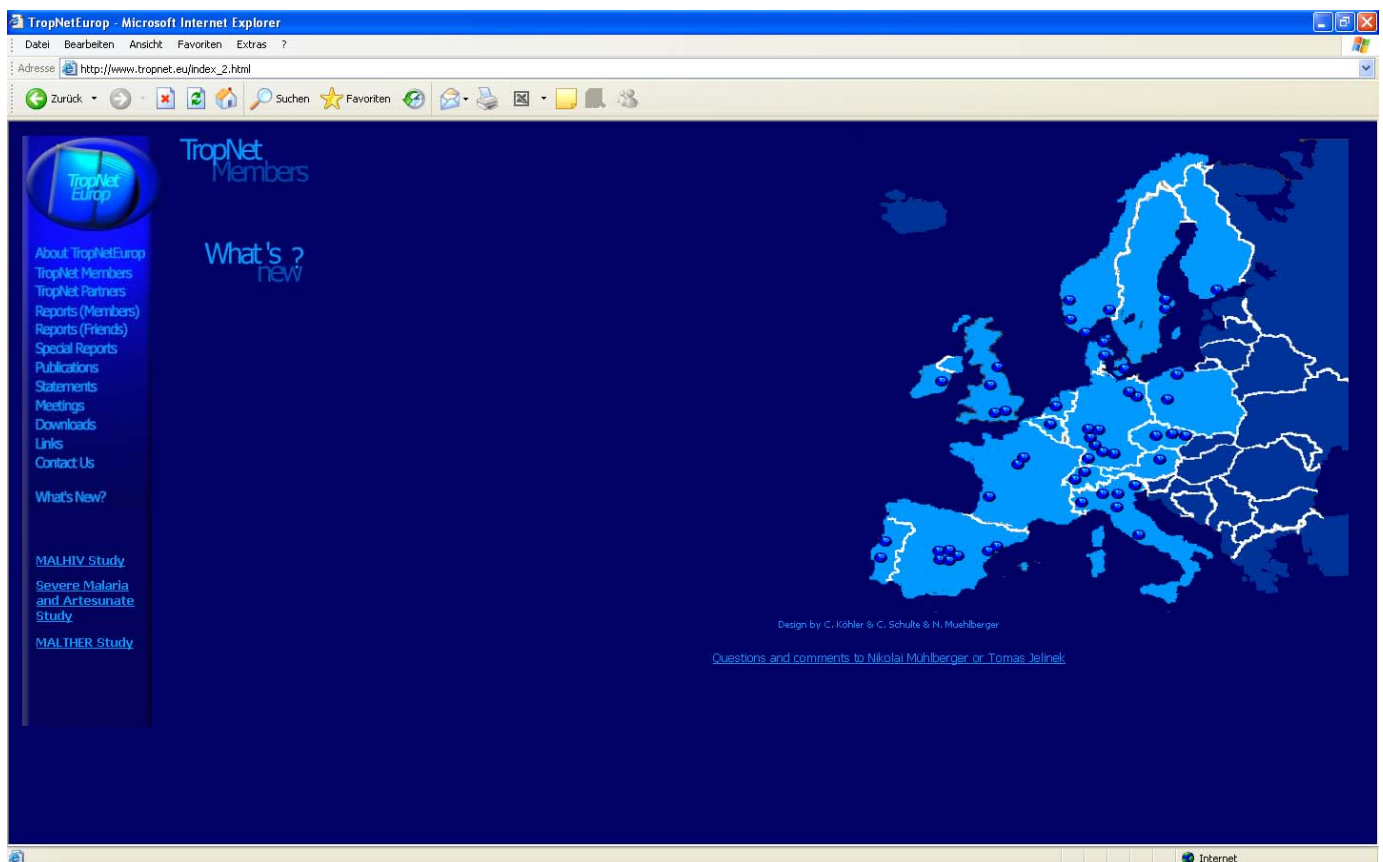 TropNetEurop - Microsoft Internet Explorer
Datei Bearbeiten Ansicht Favoriten Extras ?
Adresse http://www.tropnet.eu/index_2.html
Zurück Suchen Favoriten
TropNet
Europ
TropNet
Members
What's ?
new
About TropNetEurop
TropNet Members
TropNet Partners
Reports (Members)
Reports (Friends)
Special Reports
Publications
Statements
Meetings
Downloads
Links
Contact Us
What's New?
MALHIV Study
Severe Malaria
and Artesunate
Study
MALTHER Study
Design by C. Köhler & C. Schulte & N. Muehlberger
Questions and comments to Nikolai Mühlberger or Tomas Jelinek
Internet